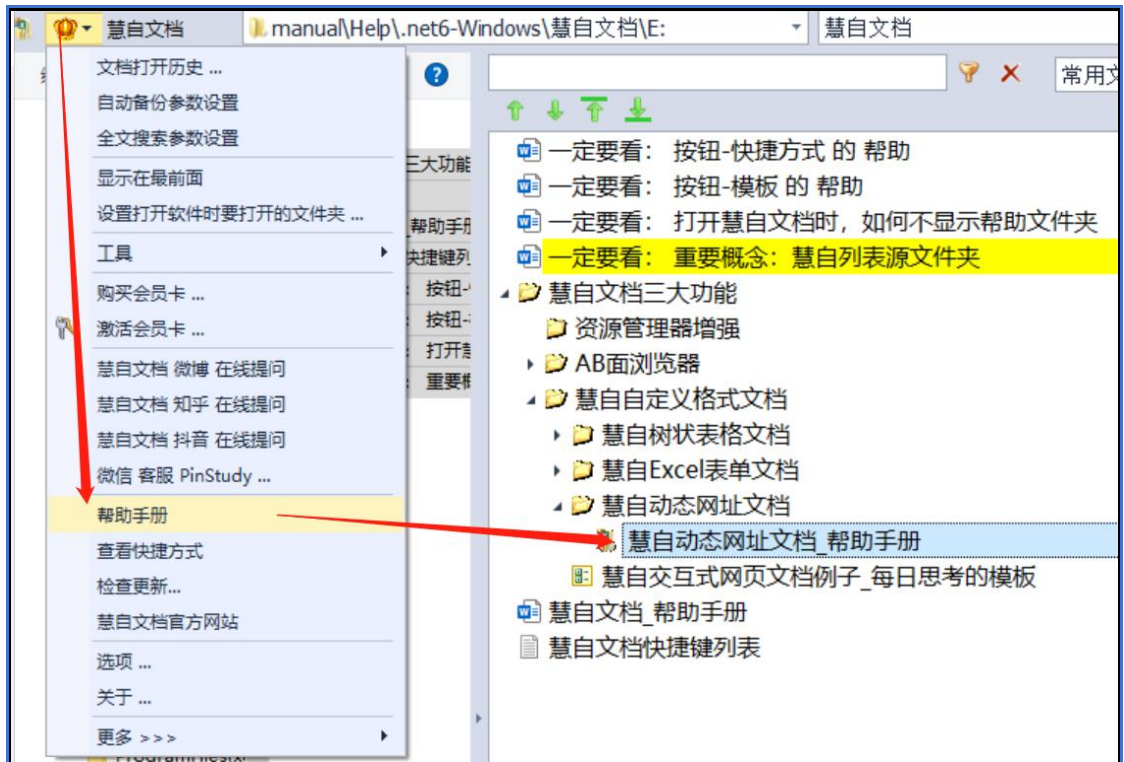 慧自文档
manual\Help\.net6-Windows\慧自文档\E:
慧自文档
文档打开历史 ...
自动备份参数设置
全文搜索参数设置
显示在最前面
设置打开软件时要打开的文件夹 ...
工具
购买会员卡 ...
激活会员卡 ...
慧自文档 微博 在线提问
慧自文档 知乎 在线提问
慧自文档 抖音 在线提问
微信 客服 PinStudy ...
帮助手册
查看快捷方式
检查更新...
慧自文档官方网站
选项 ...
关于 ...
更多 >>>
三大功能
帮助手册
快捷键列
：按钮-
：按钮-
：打开慧
：重要概
常用文
一定要看： 按钮-快捷方式 的 帮助
一定要看： 按钮-模板 的 帮助
一定要看： 打开慧自文档时，如何不显示帮助文件夹
一定要看： 重要概念：慧自列表源文件夹
慧自文档三大功能
资源管理器增强
AB面浏览器
慧自自定义格式文档
慧自树状表格文档
慧自Excel表单文档
慧自动态网址文档
慧自动态网址文档_帮助手册
慧自交互式网页文档例子_每日思考的模板
慧自文档_帮助手册
慧自文档快捷键列表